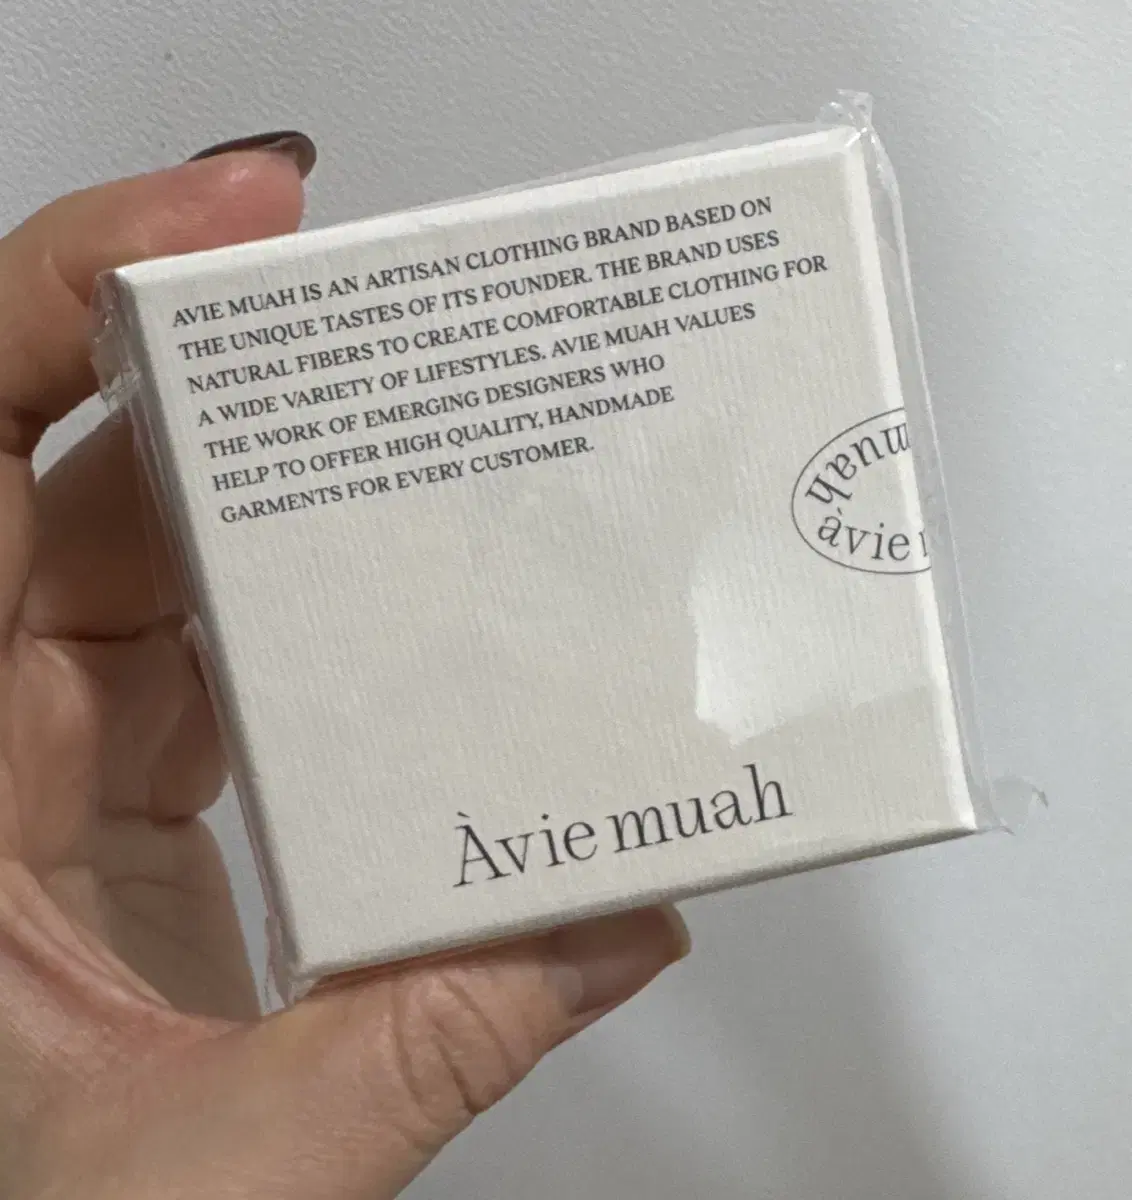 AVIE MUAH IS AN ARTISAN CLOTHING BRAND BASED ON
THE UNIQUE TASTES OF ITS FOUNDER. THE BRAND USES
NATURAL FIBERS TO CREATE COMFORTABLE CLOTHING FOR
A WIDE VARIETY OF LIFESTYLES. AVIE MUAH VALUES
THE WORK OF EMERGING DESIGNERS WHO
HELP TO OFFER HIGH QUALITY, HANDMADE
GARMENTS FOR EVERY CUSTOMER.
muah
àvie
Àvie muah